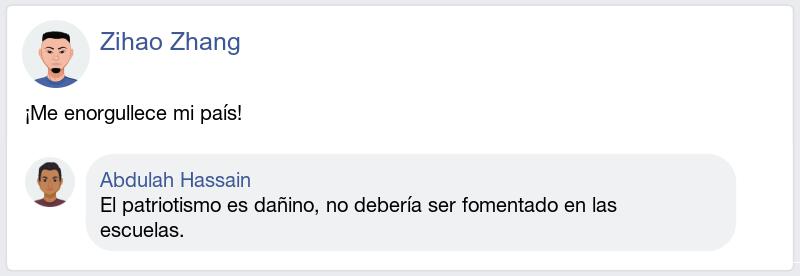 Zihao Zhang
¡Me enorgullece mi país!
Abdulah Hassain
El patriotismo es dañino, no debería ser fomentado en las
escuelas.